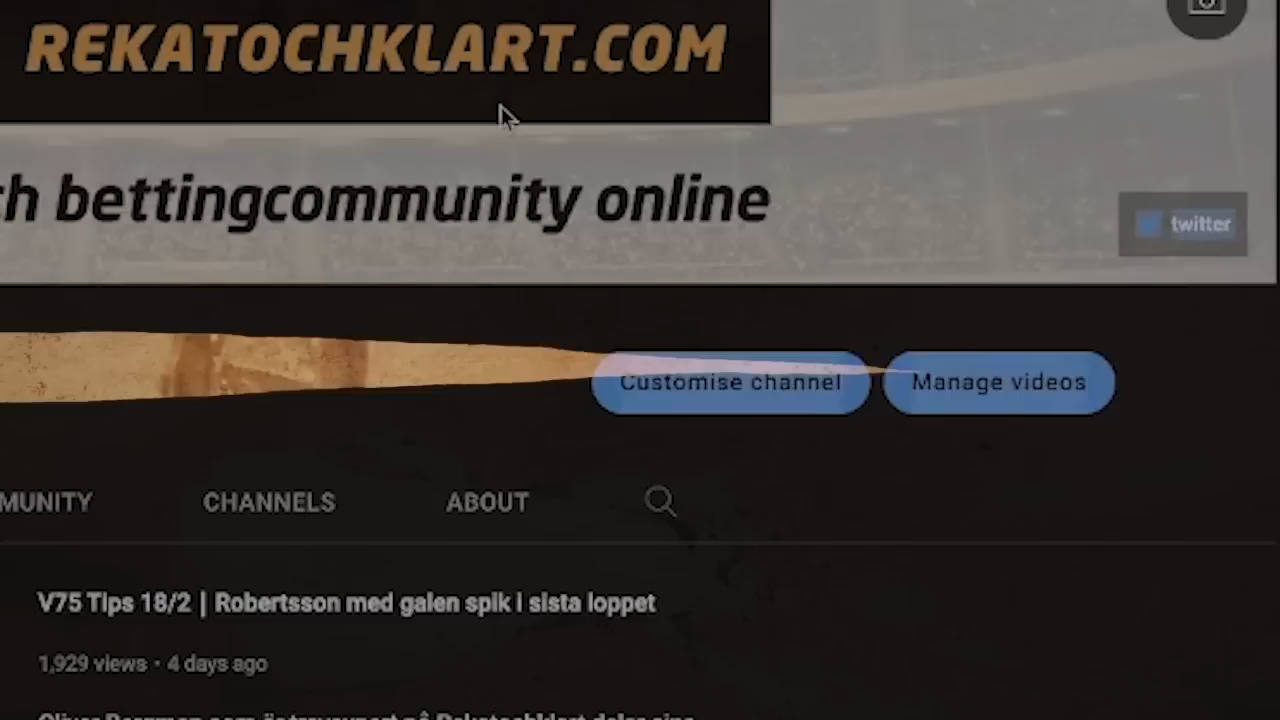 REKATOCHKLART.COM
bettingcommunity online
twitter
Customise channel
Manage videos
MUNITY
CHANNELS
ABOUT
V75 Tips 18/2 | Robertsson med galen spik i sista loppet
1,929 views • 4 days ago